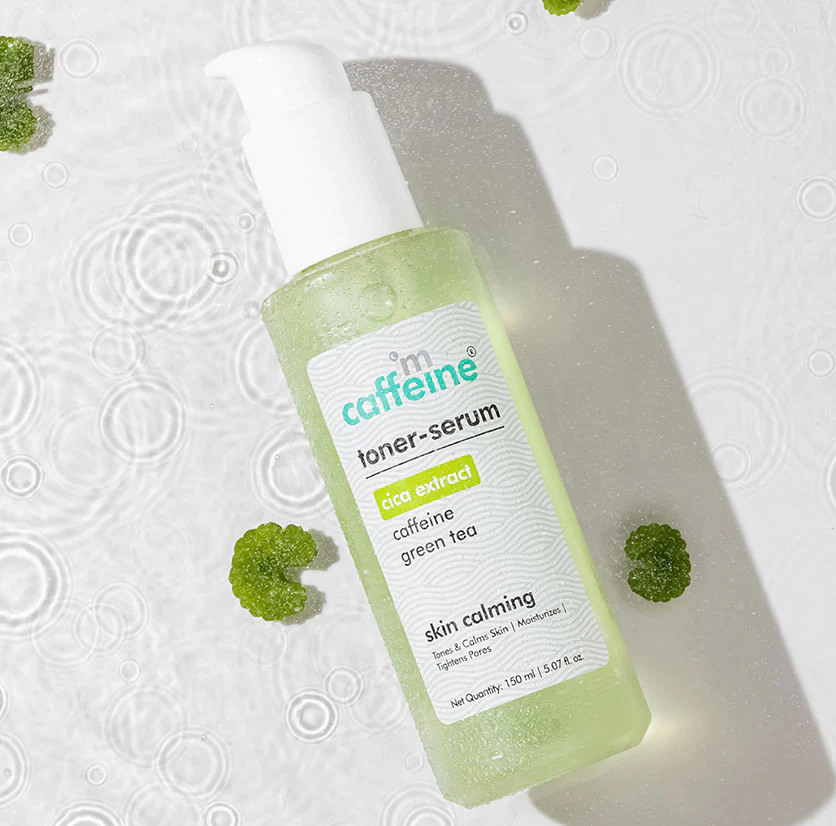 'm
caffeine®
toner-serum
cica extract
caffeine
green tea
skin calming
Tones & Calms Skin | Moisturizes |
Tightens Pores
Net Quantity: 150 ml | 5.07 fl. oz.